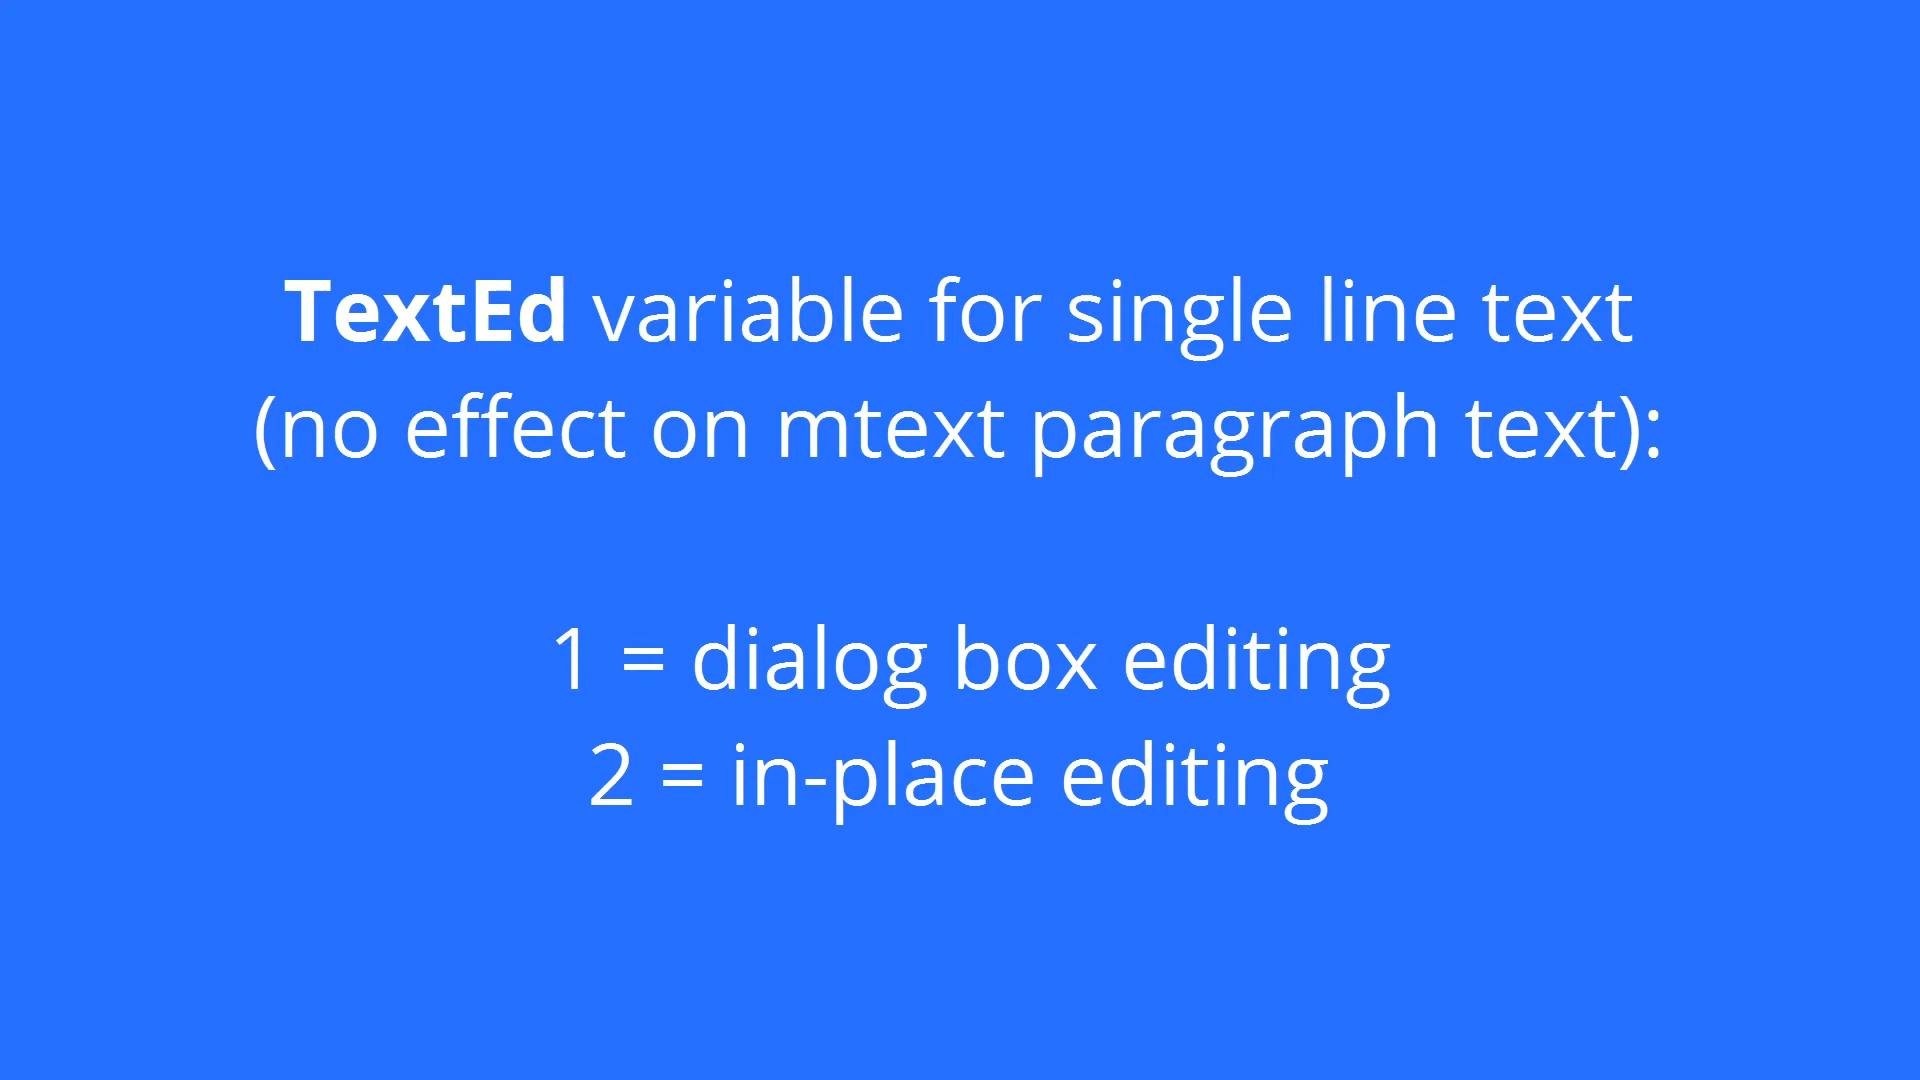 TextEd variable for single line text
(no effect on mtext paragraph text):
1 = dialog box editing
2 = in-place editing